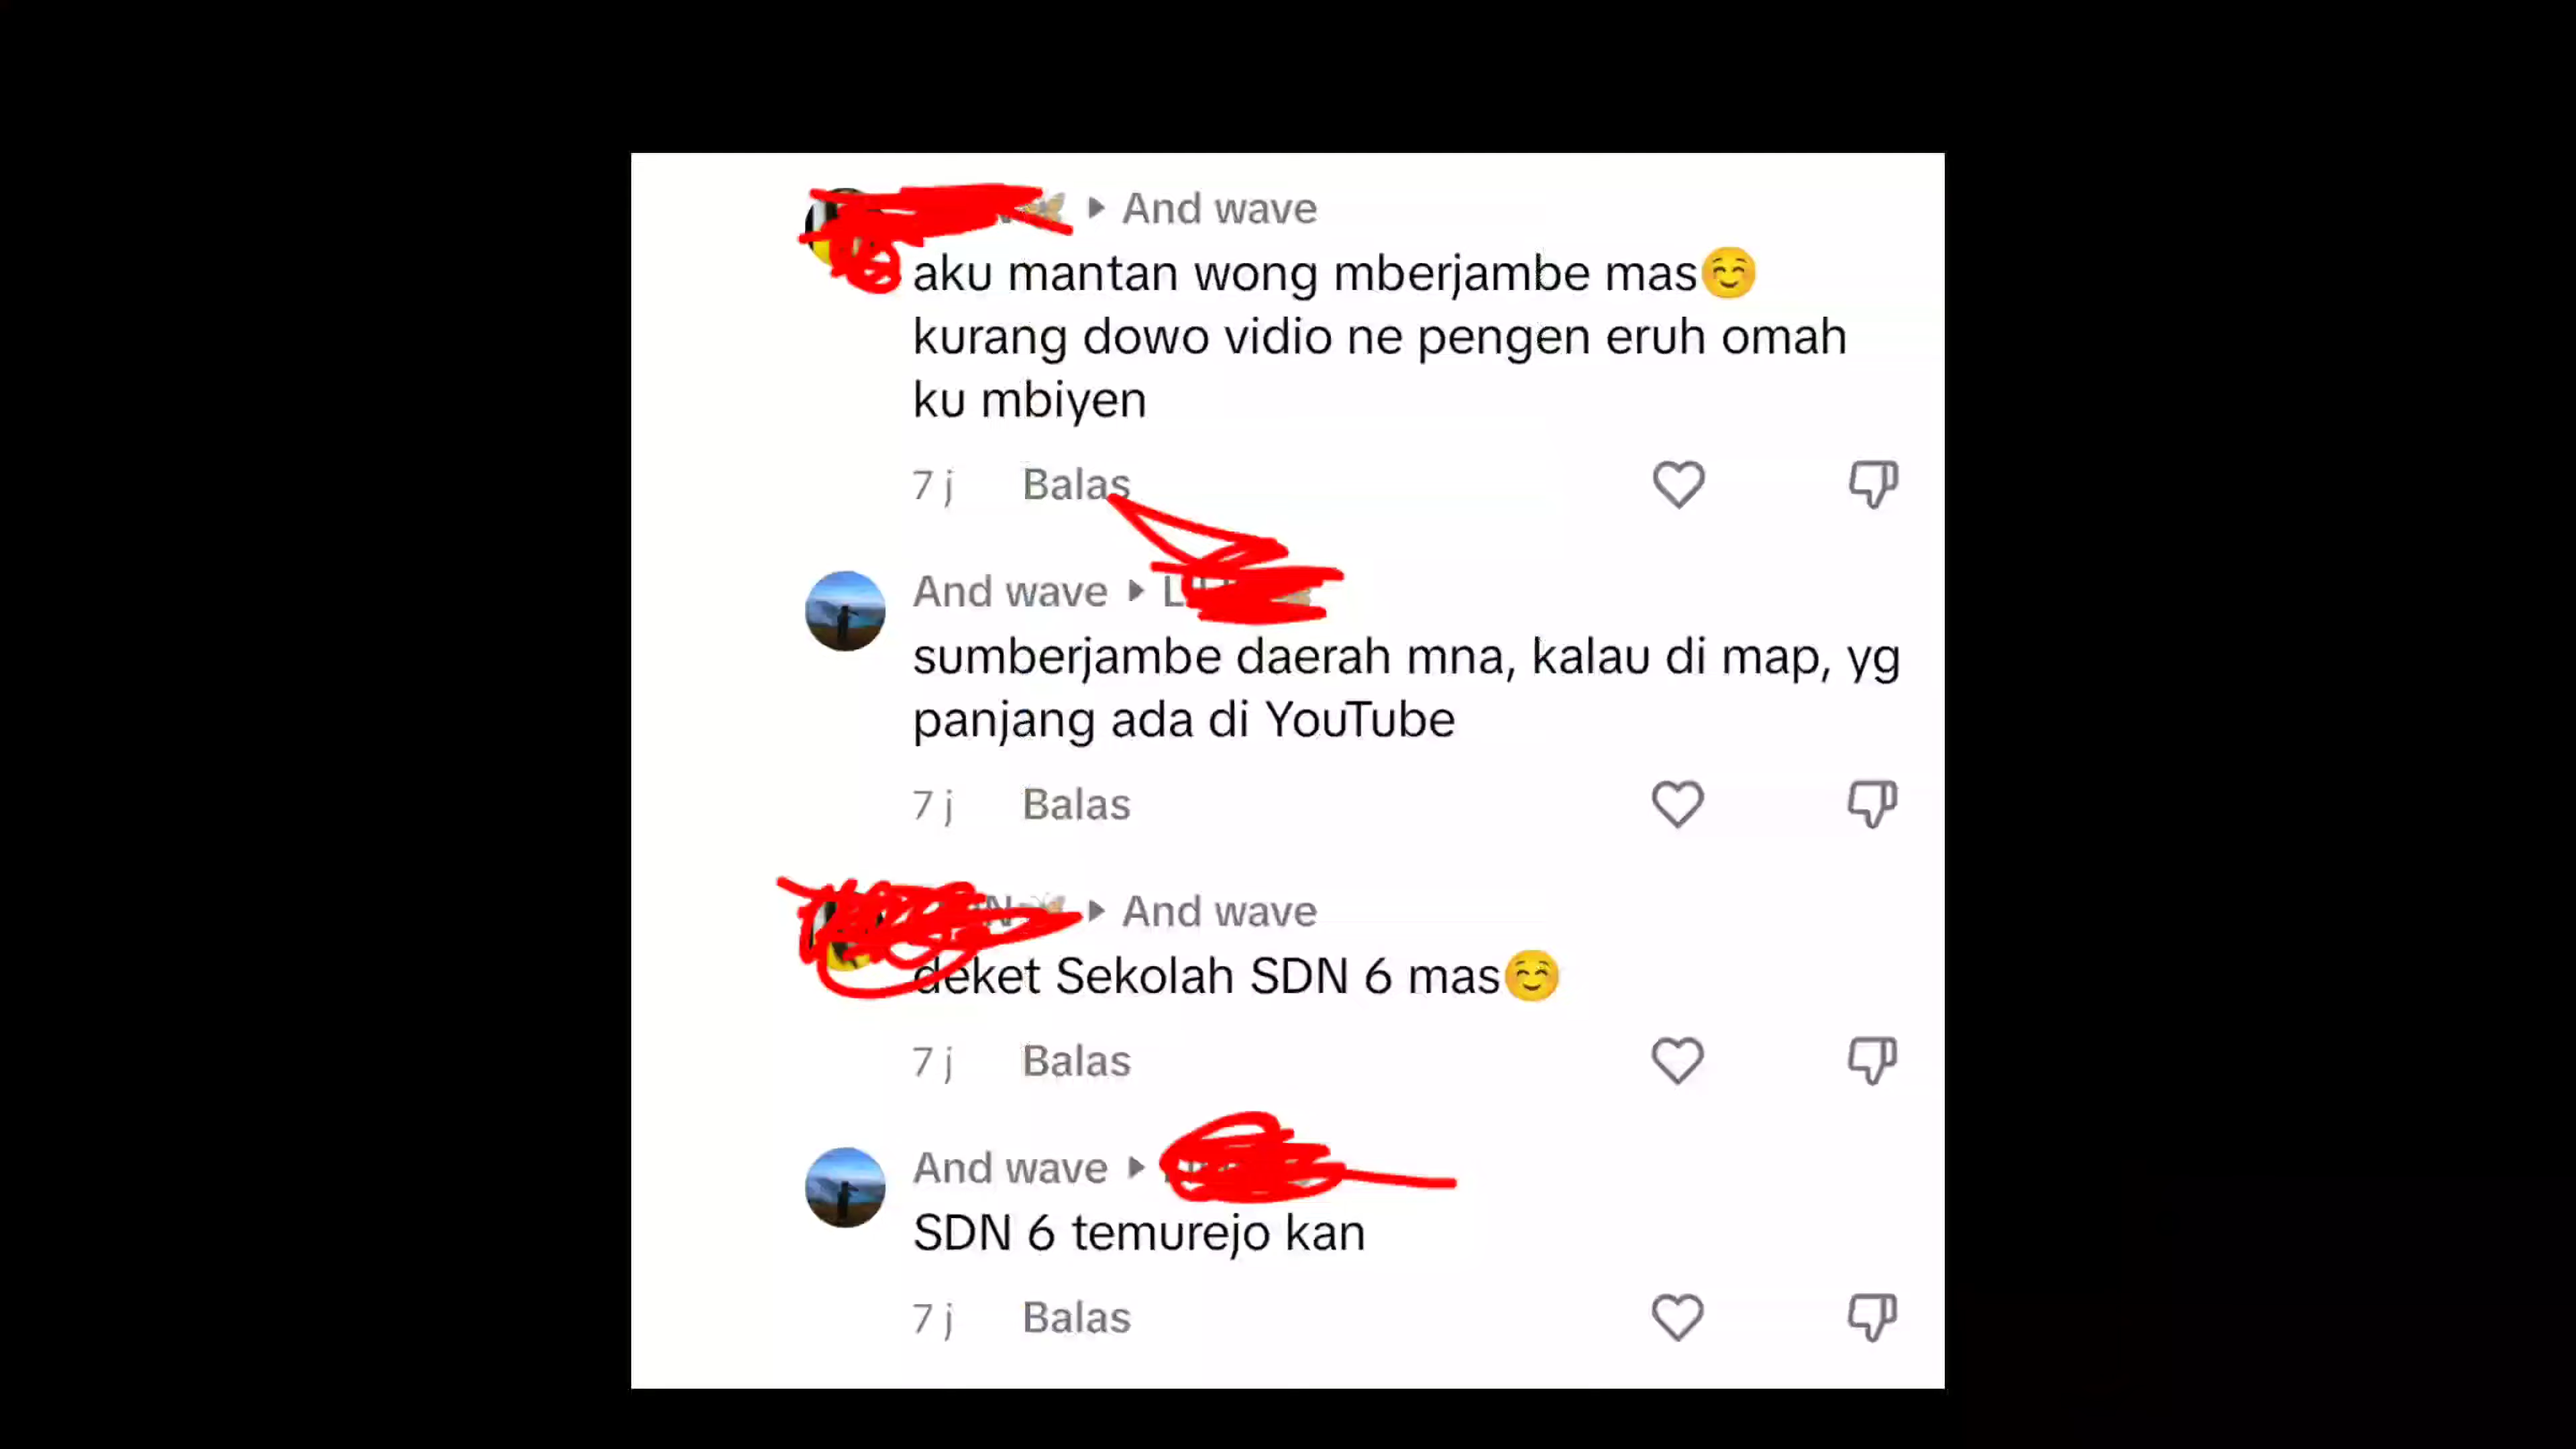 And wave
aku mantan wong mberjambe mas☺️
kurang dowo vidio ne pengen eruh omah
ku mbiyen
7 j Balas
And wave
sumberjambe daerah mna, kalau di map, yg
panjang ada di YouTube
7 j Balas
And wave
deket Sekolah SDN 6 mas☺️
7 j Balas
And wave
SDN 6 temurejo kan
7 j Balas